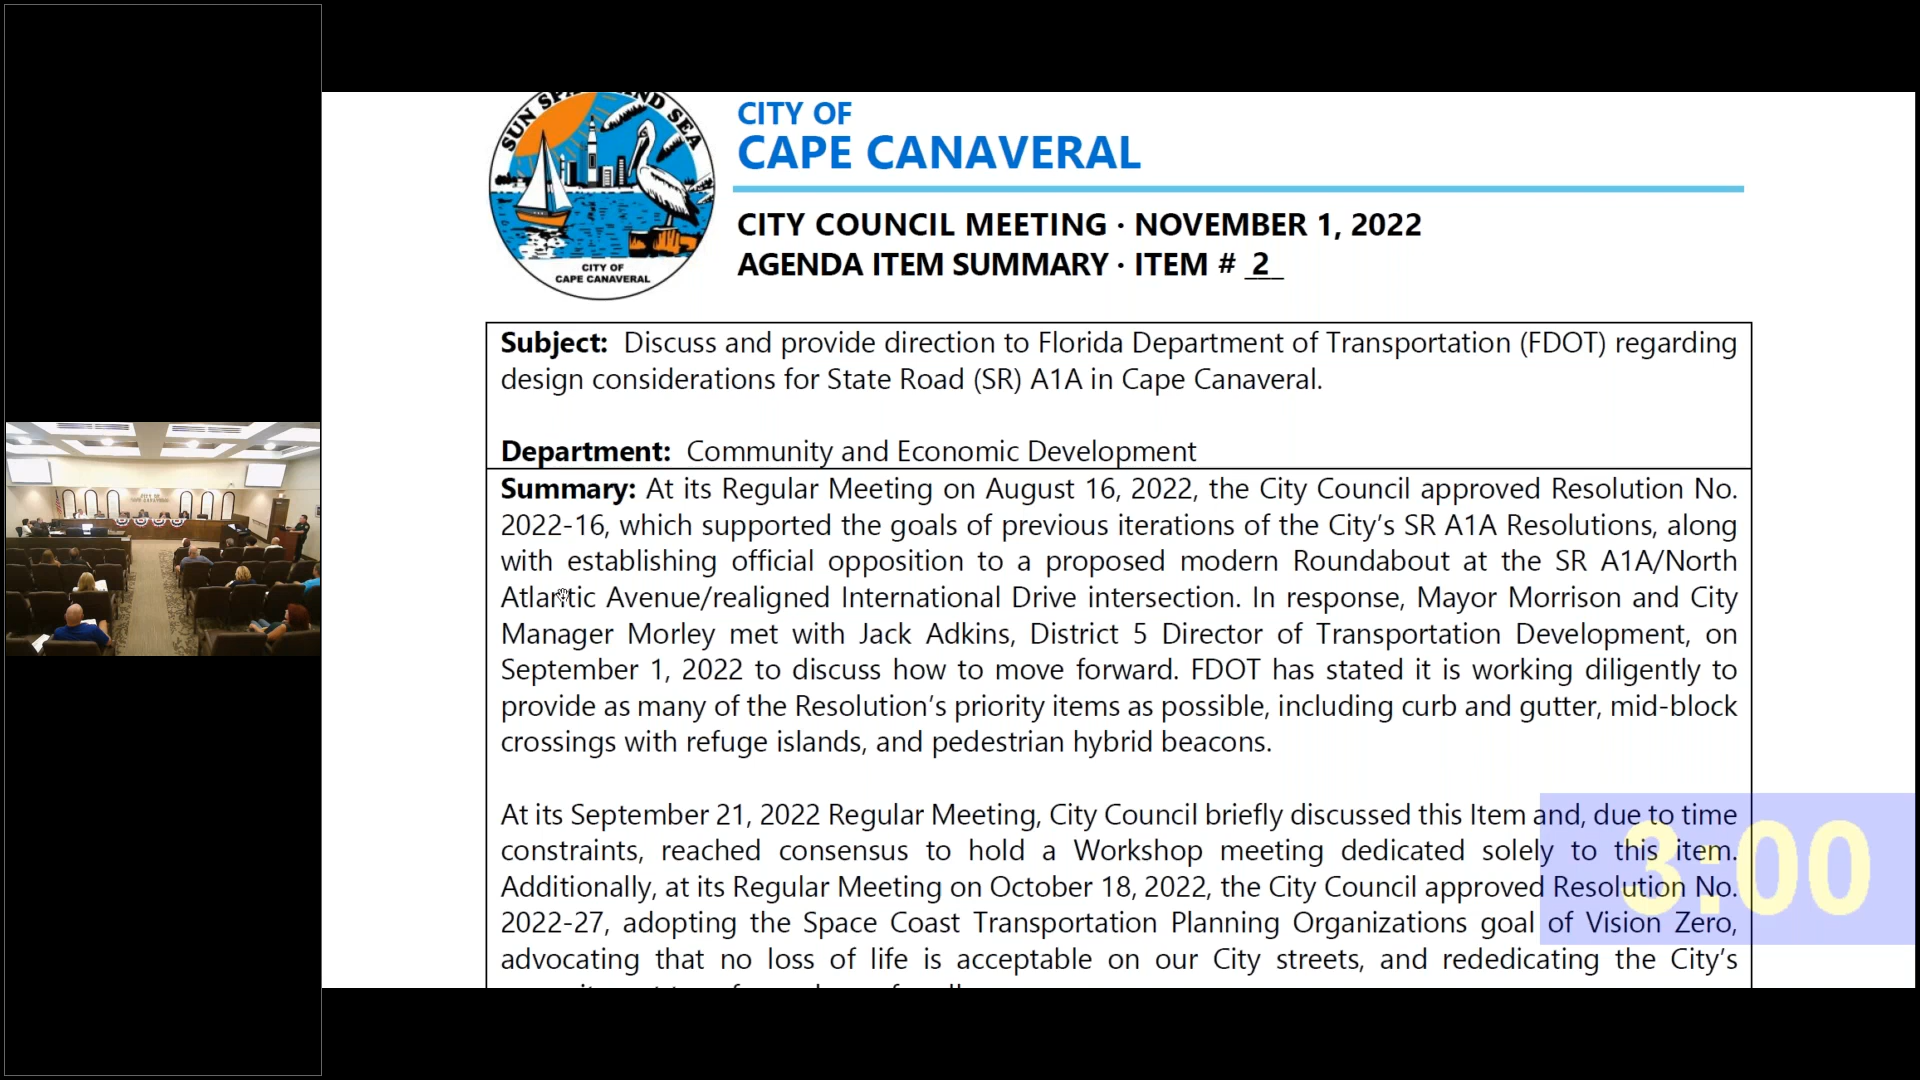 SUN SPACE AND SEA
CITY OF
CAPE CANAVERAL
CITY OF
CAPE CANAVERAL
CITY COUNCIL MEETING · NOVEMBER 1, 2022
AGENDA ITEM SUMMARY · ITEM # 2
Subject: Discuss and provide direction to Florida Department of Transportation (FDOT) regarding
design considerations for State Road (SR) A1A in Cape Canaveral.
Department: Community and Economic Development
Summary: At its Regular Meeting on August 16, 2022, the City Council approved Resolution No.
2022-16, which supported the goals of previous iterations of the City’s SR A1A Resolutions, along
with establishing official opposition to a proposed modern Roundabout at the SR A1A/North
Atlantic Avenue/realigned International Drive intersection. In response, Mayor Morrison and City
Manager Morley met with Jack Adkins, District 5 Director of Transportation Development, on
September 1, 2022 to discuss how to move forward. FDOT has stated it is working diligently to
provide as many of the Resolution’s priority items as possible, including curb and gutter, mid-block
crossings with refuge islands, and pedestrian hybrid beacons.
At its September 21, 2022 Regular Meeting, City Council briefly discussed this Item and, due to time
constraints, reached consensus to hold a Workshop meeting dedicated solely to this item.
Additionally, at its Regular Meeting on October 18, 2022, the City Council approved Resolution No.
2022-27, adopting the Space Coast Transportation Planning Organizations goal of Vision Zero,
advocating that no loss of life is acceptable on our City streets, and rededicating the City’s
3:00